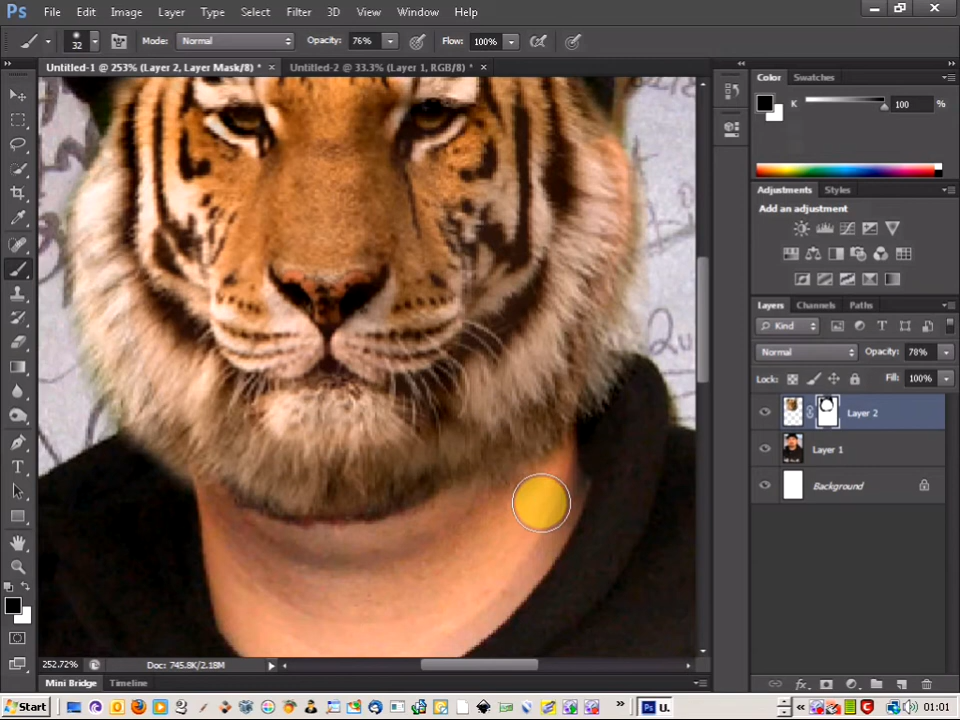 Ps File Edit Image Layer Type Select Filter 3D View Window Help
32 Mode: Normal Opacity: 76% Flow: 100%
Untitled-1 @ 253% (Layer 2, Layer Mask/8) * × Untitled-2 @ 33.3% (Layer 1, RGB/8) * ×
Color Swatches
K 100 %
Adjustments Styles
Add an adjustment
Layers Channels Paths
Kind
Normal Opacity: 78%
Lock: Fill: 100%
Layer 2
Layer 1
Background
Qu
252.72% Doc: 745.8K/2.18M
Mini Bridge Timeline
Start Ps U. 01:01